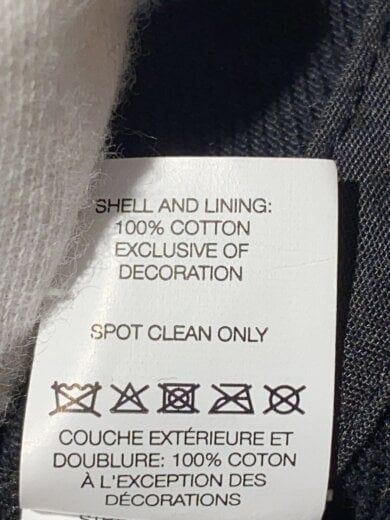 SHELL AND LINING:
100% COTTON
EXCLUSIVE OF
DECORATION
SPOT CLEAN ONLY
COUCHE EXTÉRIEURE ET
DOUBLURE: 100% COTON
À L'EXCEPTION DES
DÉCORATIONS